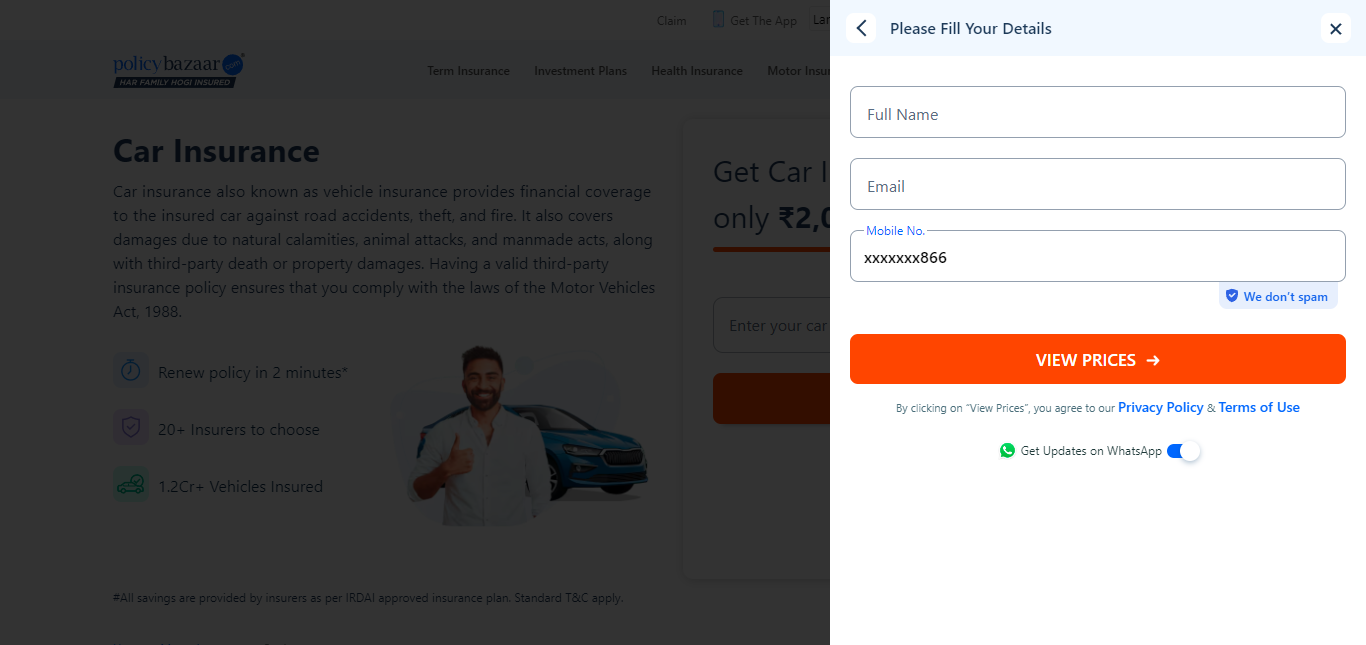 Claim Get The App Lar
policybazaar.com
HAR FAMILY HOGI INSURED
Term Insurance Investment Plans Health Insurance Motor Insur
Car Insurance
Car insurance also known as vehicle insurance provides financial coverage
to the insured car against road accidents, theft, and fire. It also covers
damages due to natural calamities, animal attacks, and manmade acts, along
with third-party death or property damages. Having a valid third-party
insurance policy ensures that you comply with the laws of the Motor Vehicles
Act, 1988.
Renew policy in 2 minutes*
20+ Insurers to choose
1.2Cr+ Vehicles Insured
Get Car I
only ₹2,0
Enter your car
#All savings are provided by insurers as per IRDAI approved insurance plan. Standard T&C apply.
Please Fill Your Details
Full Name
Email
Mobile No.
xxxxxxx866
We don't spam
VIEW PRICES →
By clicking on “View Prices”, you agree to our Privacy Policy & Terms of Use
Get Updates on WhatsApp